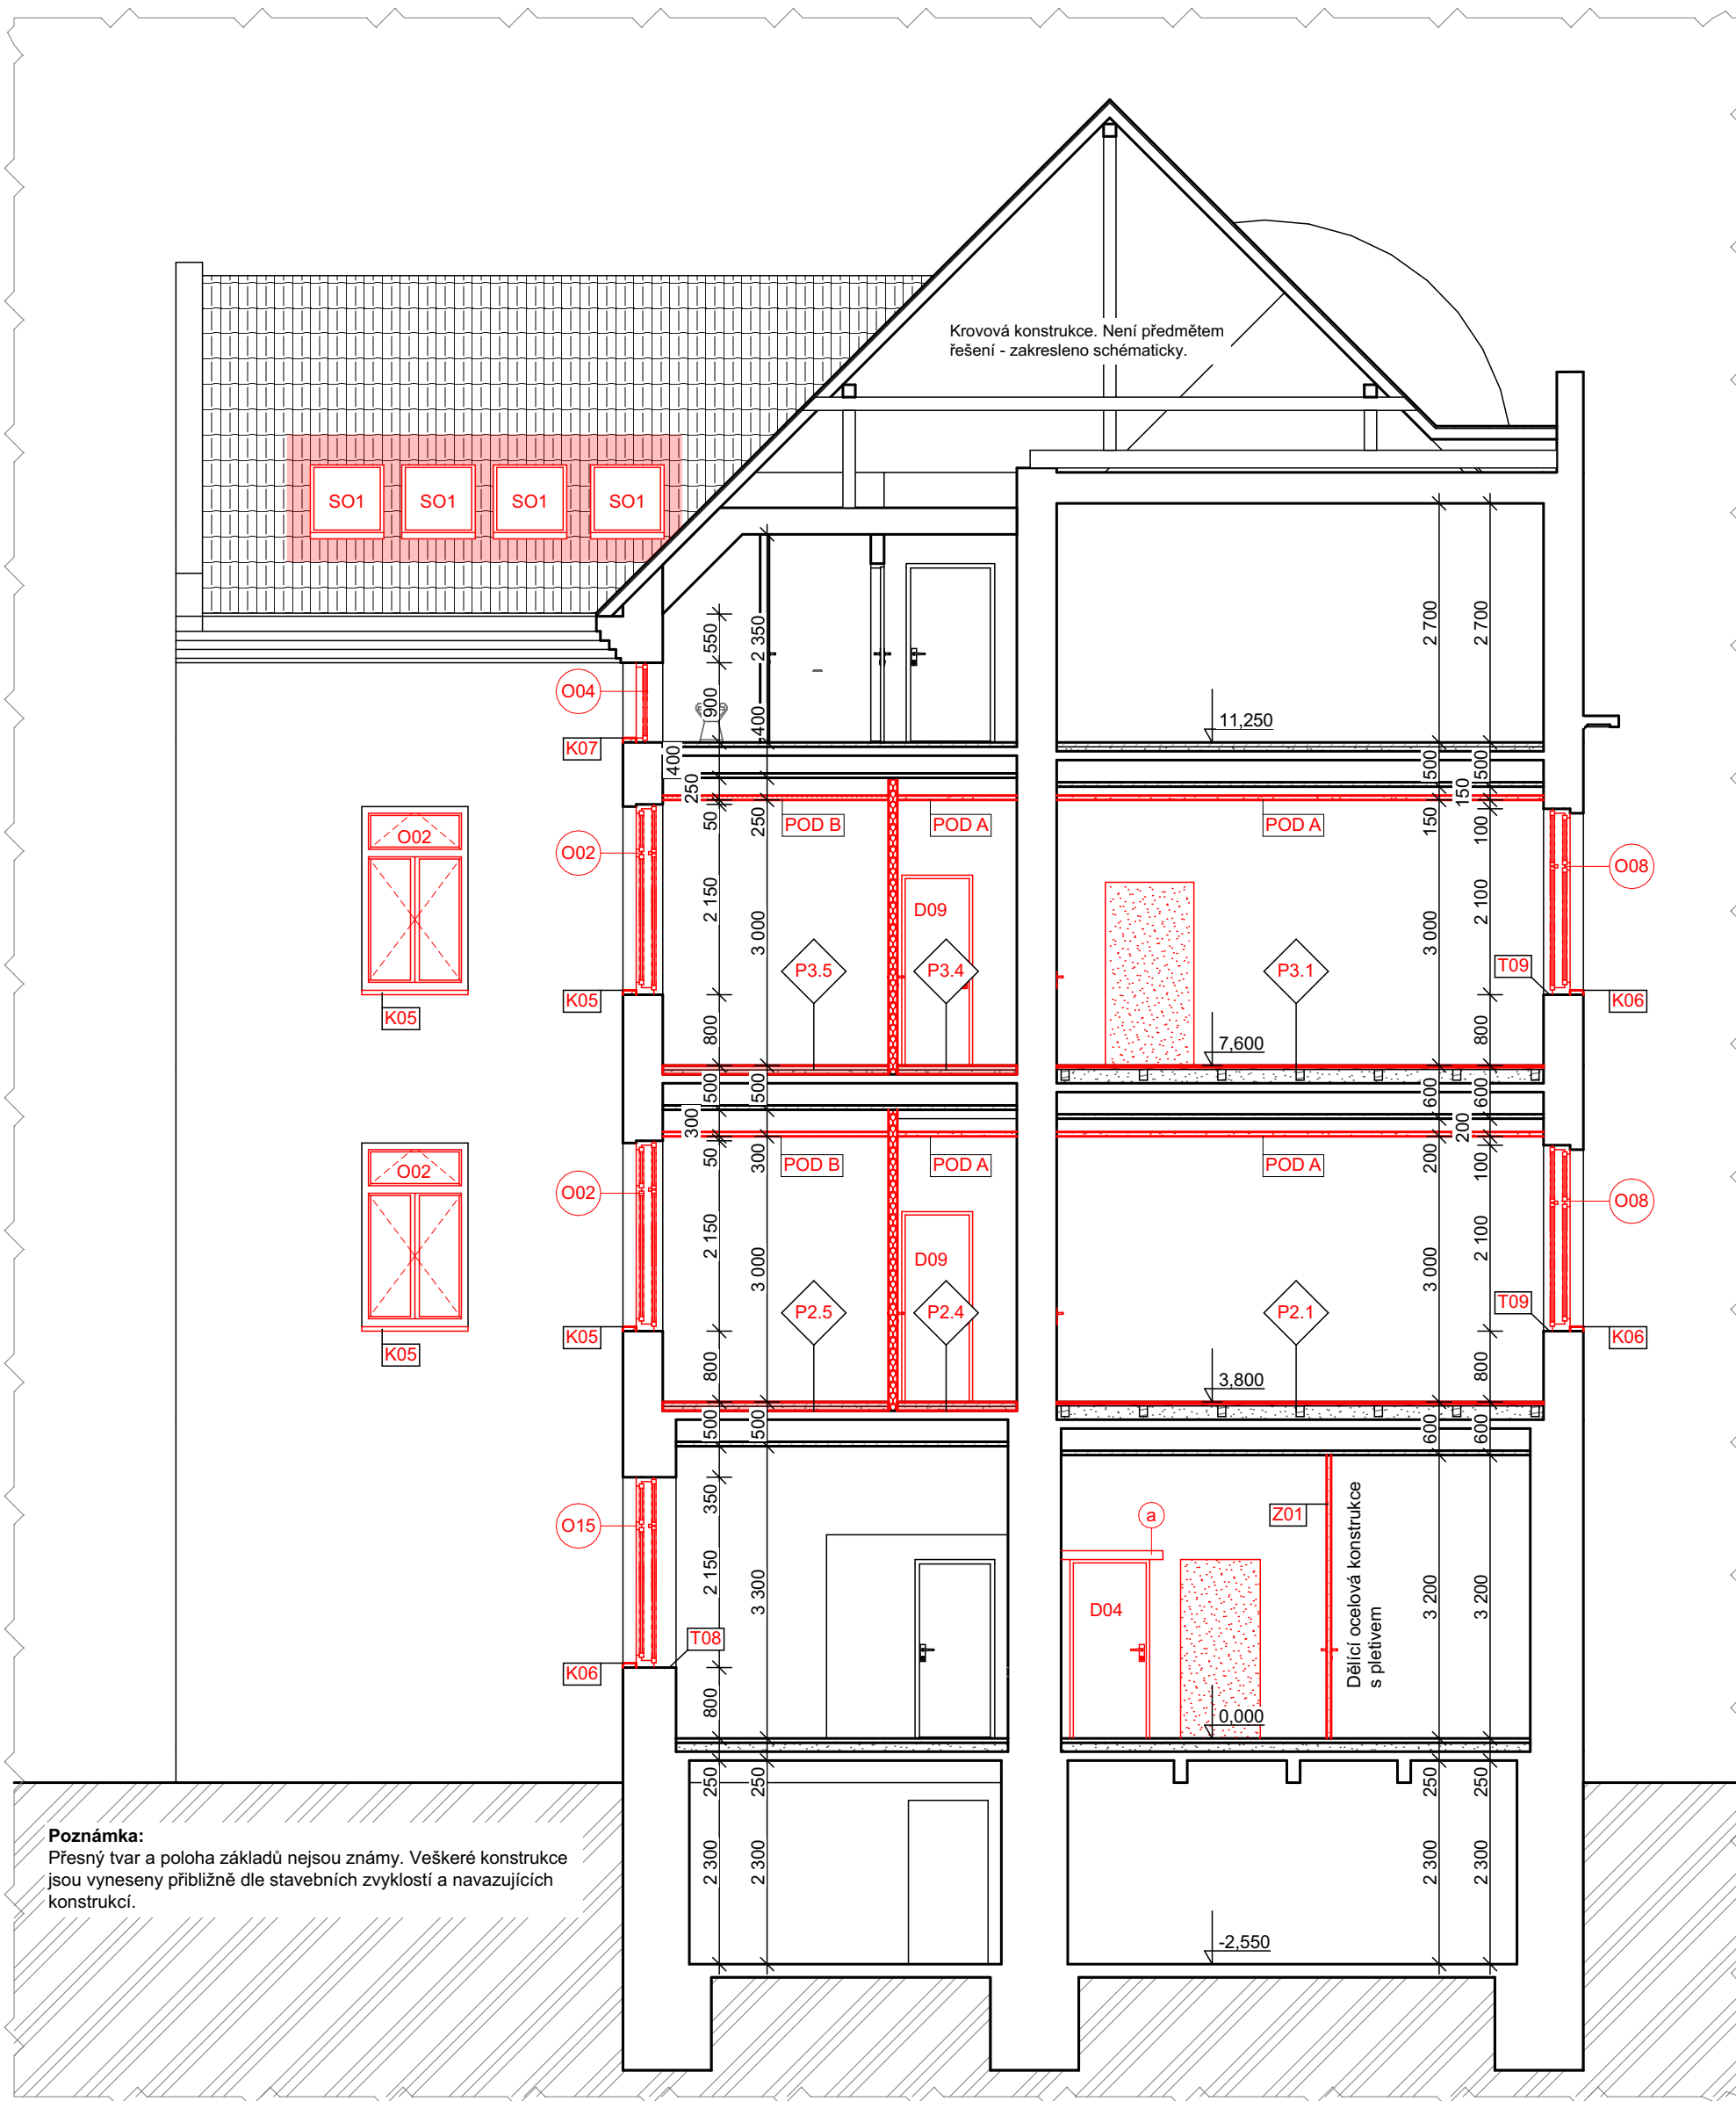 Krovová konstrukce. Není předmětem
řešení - zakresleno schématicky.
SO1
SO1
SO1
SO1
2 700
2 700
550
2 350
O04
900
400
11,250
K07
400
500
500
250
150
50
250
POD B
POD A
POD A
150
100
O02
O02
O08
2 150
3 000
D09
3 000
2 100
P3.5
P3.4
P3.1
T09
K05
K05
K06
800
7,600
800
500
500
600
600
300
200
50
300
POD B
POD A
POD A
200
100
O02
O02
O08
2 150
3 000
D09
3 000
2 100
P2.5
P2.4
P2.1
T09
K05
K05
K06
800
3,800
800
500
500
600
600
350
O15
a
Z01
Dělící ocelová konstrukce
s pletivem
2 150
3 300
D04
3 200
3 200
T08
K06
800
0,000
250
250
250
250
Poznámka:
Přesný tvar a poloha základů nejsou známy. Veškeré konstrukce
jsou vyneseny přibližně dle stavebních zvyklostí a navazujících
konstrukcí.
2 300
2 300
2 300
2 300
-2,550